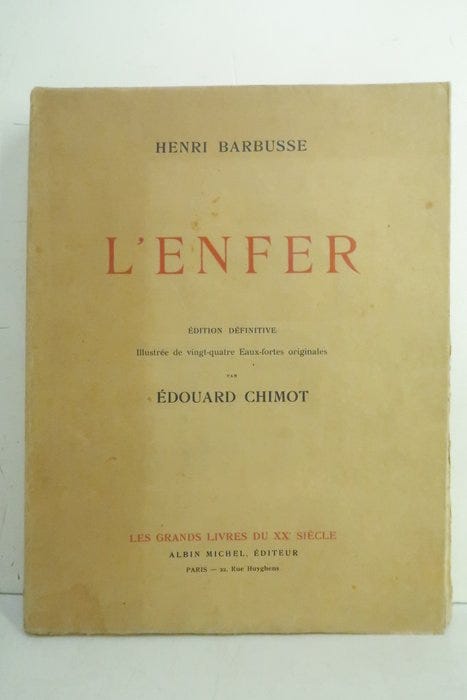 HENRI BARBUSSE
L'ENFER
ÉDITION DÉFINITIVE
Illustrée de vingt-quatre Eaux-fortes originales
PAR
ÉDOUARD CHIMOT
LES GRANDS LIVRES DU XXᵉ SIÈCLE
ALBIN MICHEL, ÉDITEUR
PARIS — 22, Rue Huyghens